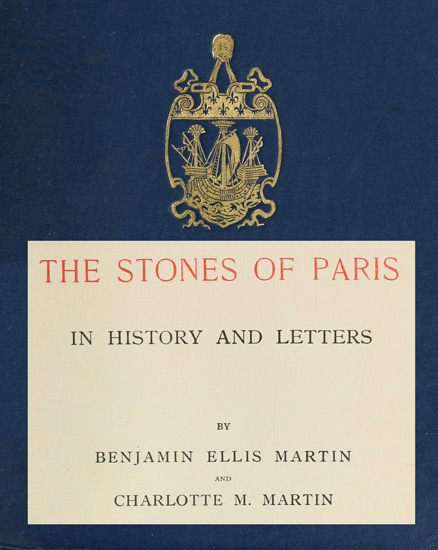 THE STONES OF PARIS
IN HISTORY AND LETTERS
BY
BENJAMIN ELLIS MARTIN
AND
CHARLOTTE M. MARTIN